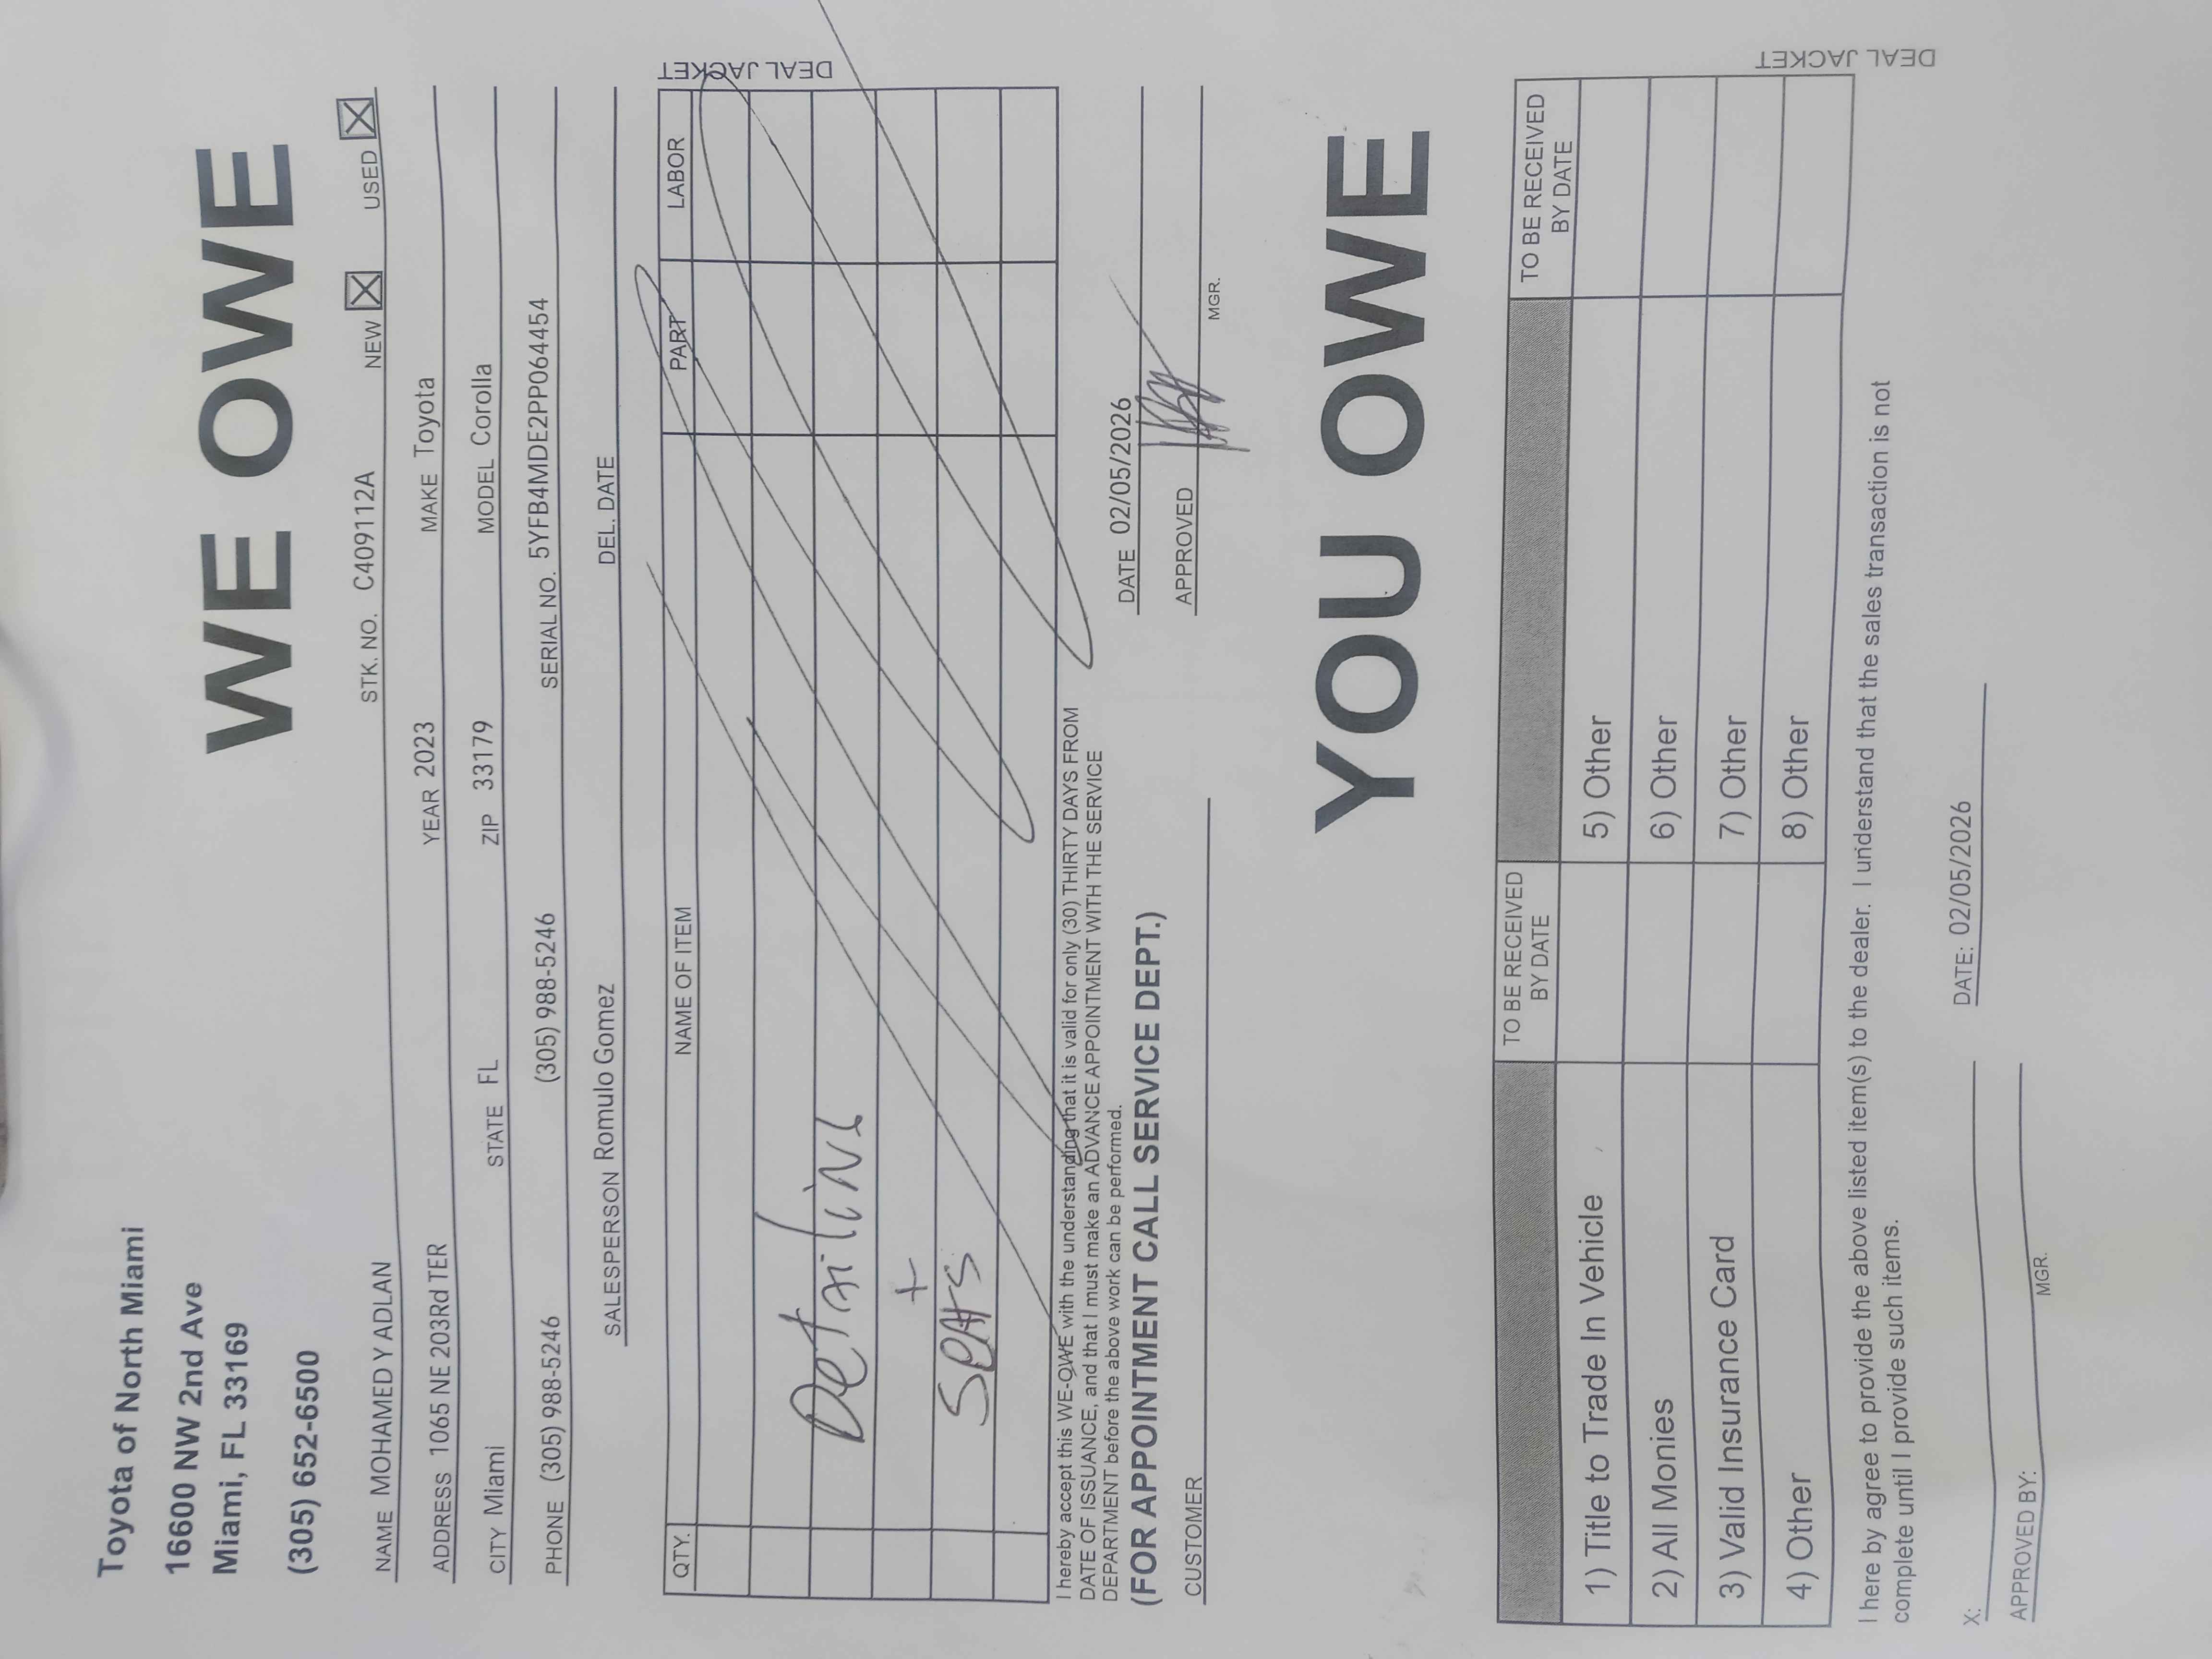 Toyota of North Miami
16600 NW 2nd Ave
Miami, FL 33169
(305) 652-6500
WE OWE
STK. NO. C409112A NEW ☒ USED ☒
NAME MOHAMED Y ADLAN
ADDRESS 1065 NE 203Rd TER YEAR 2023 MAKE Toyota
CITY Miami STATE FL ZIP 33179 MODEL Corolla
PHONE (305) 988-5246 (305) 988-5246 SERIAL NO. 5YFB4MDE2PP064454
SALESPERSON Romulo Gomez DEL. DATE
QTY. NAME OF ITEM PART LABOR
Detailing
+
Seats
DEAL JACKET
I hereby accept this WE-OWE with the understanding that it is valid for only (30) THIRTY DAYS FROM
DATE OF ISSUANCE, and that I must make an ADVANCE APPOINTMENT WITH THE SERVICE
DEPARTMENT before the above work can be performed.
(FOR APPOINTMENT CALL SERVICE DEPT.)
DATE 02/05/2026
CUSTOMER
APPROVED
MGR.
YOU OWE
TO BE RECEIVED BY DATE TO BE RECEIVED BY DATE
1) Title to Trade In Vehicle 5) Other
2) All Monies 6) Other
3) Valid Insurance Card 7) Other
4) Other 8) Other
DEAL JACKET
I here by agree to provide the above listed item(s) to the dealer. I understand that the sales transaction is not
complete until I provide such items.
X: DATE: 02/05/2026
APPROVED BY:
MGR.